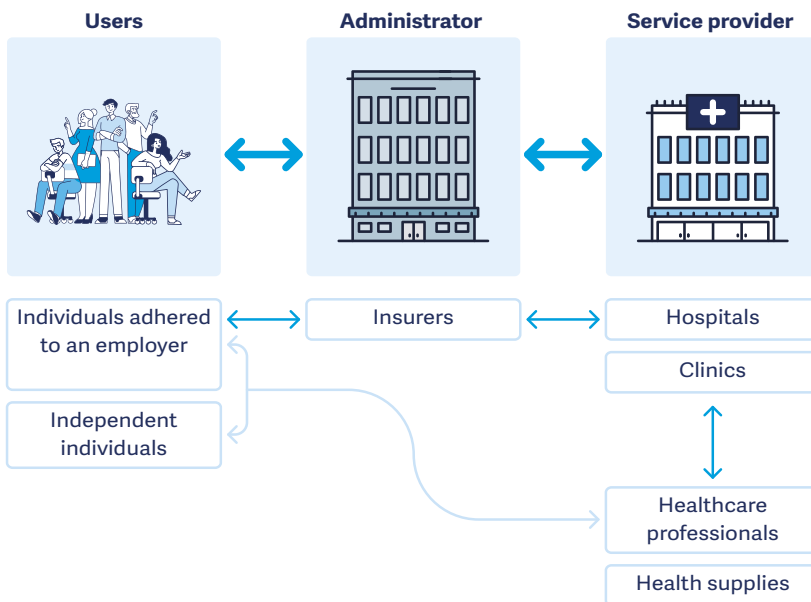 Users
Administrator
Service provider
Individuals adhered
to an employer
Insurers
Hospitals
Clinics
Independent
individuals
Healthcare
professionals
Health supplies